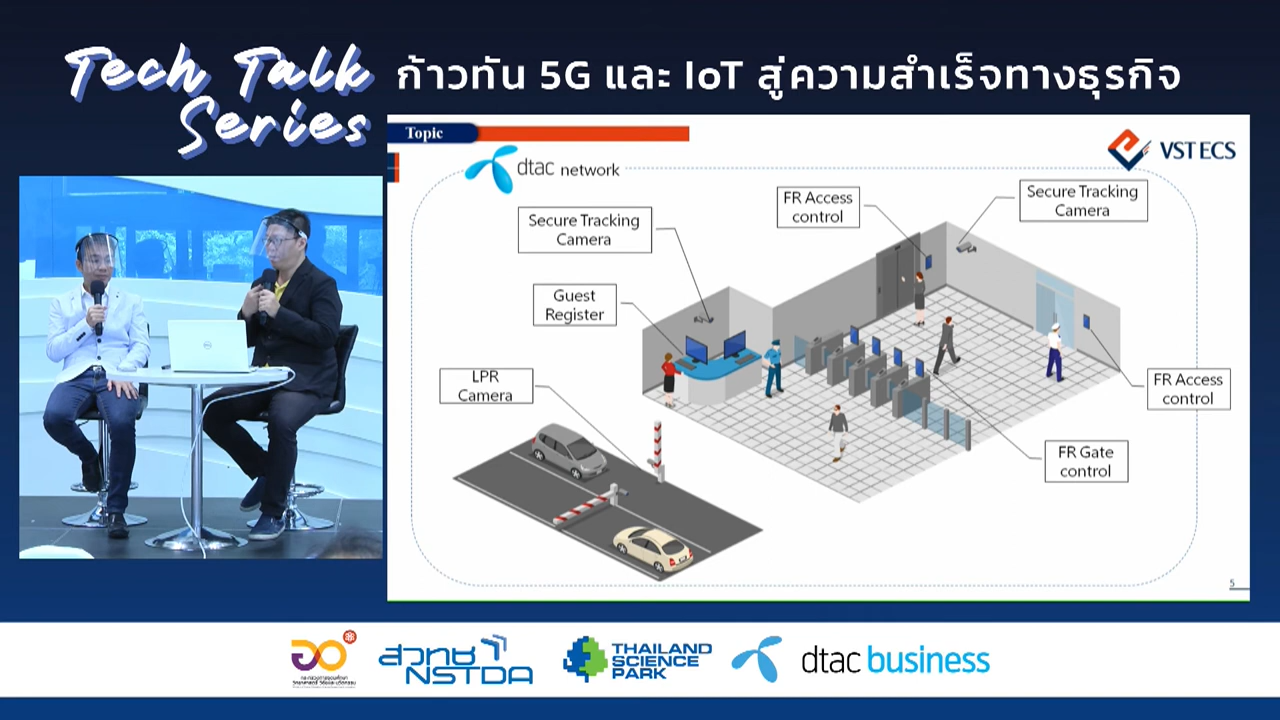 Tech Talk
Series
ก้าวทัน 5G และ IoT สู่ความสำเร็จทางธุรกิจ
Topic
VST ECS
dtac network
Secure Tracking
Camera
FR Access
control
Secure Tracking
Camera
Guest
Register
LPR
Camera
FR Access
control
FR Gate
control
5
DELL
สวทช
NSTDA
THAILAND
SCIENCE
PARK
dtac business